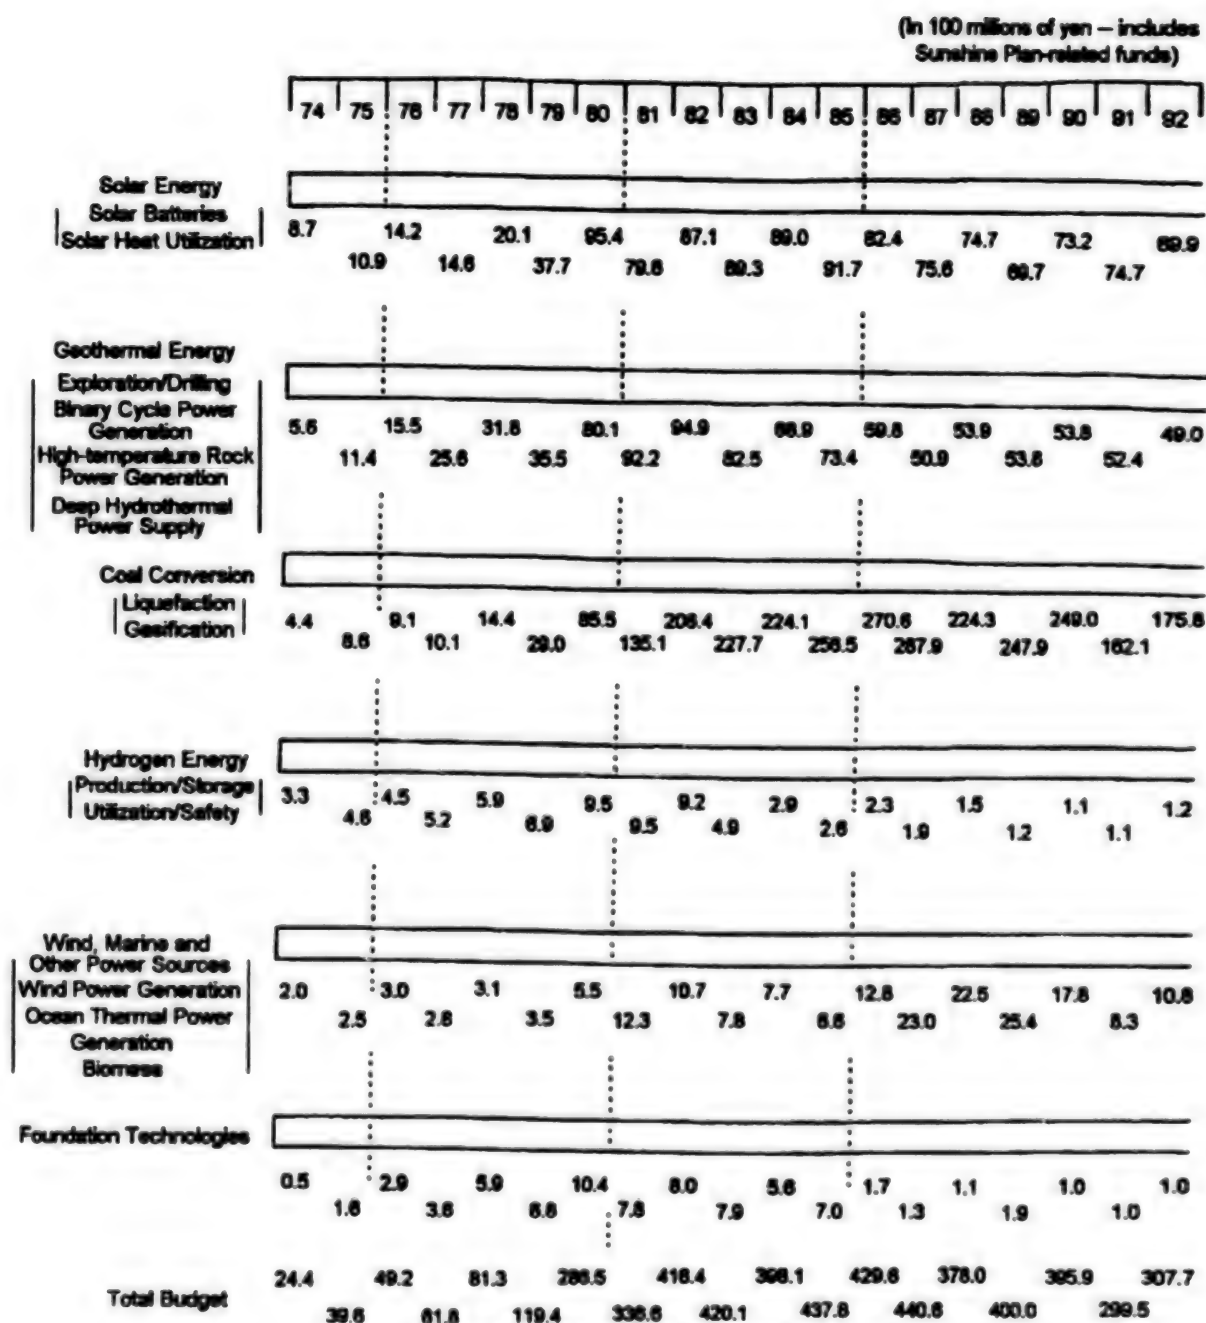 (In 100 millions of yen – includes
Sunshine Plan-related funds)
74 75 76 77 78 79 80 81 82 83 84 85 86 87 88 89 90 91 92
Solar Energy
Solar Batteries
Solar Heat Utilization
8.7 14.2 20.1 95.4 87.1 89.0 82.4 74.7 73.2 69.9
10.9 14.6 37.7 79.8 89.3 91.7 75.6 69.7 74.7
Geothermal Energy
Exploration/Drilling
Binary Cycle Power
Generation
High-temperature Rock
Power Generation
Deep Hydrothermal
Power Supply
5.6 15.5 31.8 80.1 94.9 68.9 59.8 53.9 53.8 49.0
11.4 25.6 35.5 92.2 82.5 73.4 50.9 53.8 52.4
Coal Conversion
Liquefaction
Gasification
4.4 9.1 14.4 85.5 208.4 224.1 270.6 224.3 249.0 175.8
8.6 10.1 29.0 135.1 227.7 256.5 287.9 247.9 162.1
Hydrogen Energy
Production/Storage
Utilization/Safety
3.3 4.5 5.9 9.5 9.2 2.9 2.3 1.5 1.1 1.2
4.6 5.2 6.9 9.5 4.9 2.6 1.9 1.2 1.1
Wind, Marine and
Other Power Sources
Wind Power Generation
Ocean Thermal Power
Generation
Biomass
2.0 3.0 3.1 5.5 10.7 7.7 12.8 22.5 17.8 10.8
2.5 2.8 3.5 12.3 7.8 6.6 23.0 25.4 8.3
Foundation Technologies
0.5 2.9 5.9 10.4 8.0 5.6 1.7 1.1 1.0 1.0
1.6 3.6 6.8 7.8 7.9 7.0 1.3 1.9 1.0
Total Budget
24.4 49.2 81.3 286.5 418.4 398.1 429.6 378.0 395.9 307.7
39.6 61.8 119.4 336.6 420.1 437.8 440.6 400.0 299.5